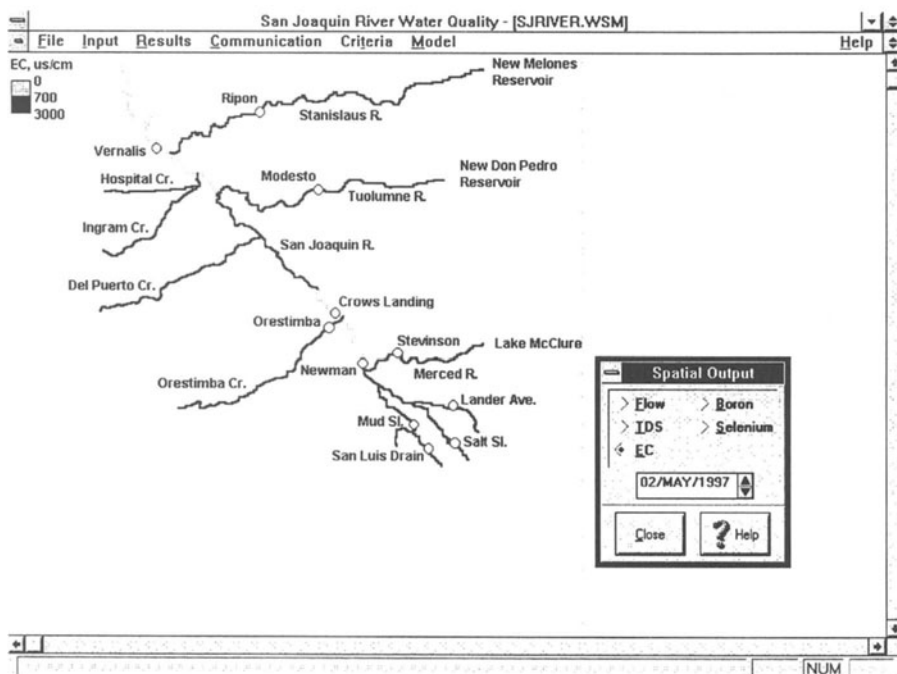 San Joaquin River Water Quality - [SJRIVER.WSM]
File Input Results Communication Criteria Model Help
EC, us/cm
0
700
3000
New Melones
Reservoir
Ripon
Stanislaus R.
Vernalis
Hospital Cr.
Modesto
New Don Pedro
Reservoir
Tuolumne R.
Ingram Cr.
San Joaquin R.
Del Puerto Cr.
Crows Landing
Orestimba
Stevinson
Lake McClure
Newman
Merced R.
Orestimba Cr.
Lander Ave.
Mud Sl.
Salt Sl.
San Luis Drain
Spatial Output
Flow Boron
TDS Selenium
EC
02/MAY/1997
Close ? Help
NUM